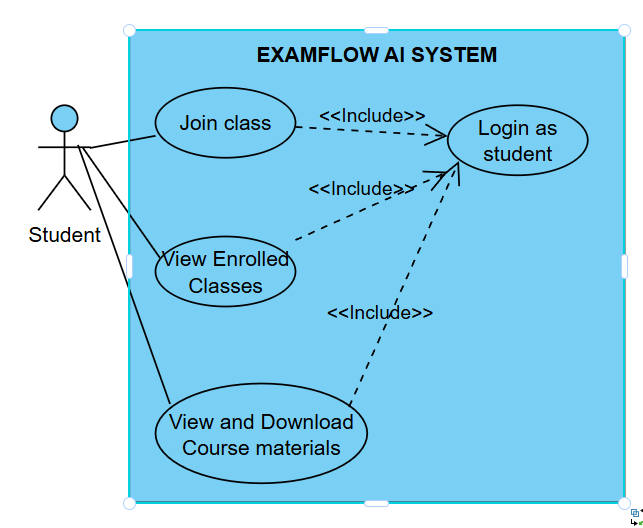 EXAMFLOW AI SYSTEM
Join class
<<Include>>
Login as
student
<<Include>>
Student
View Enrolled
Classes
<<Include>>
View and Download
Course materials